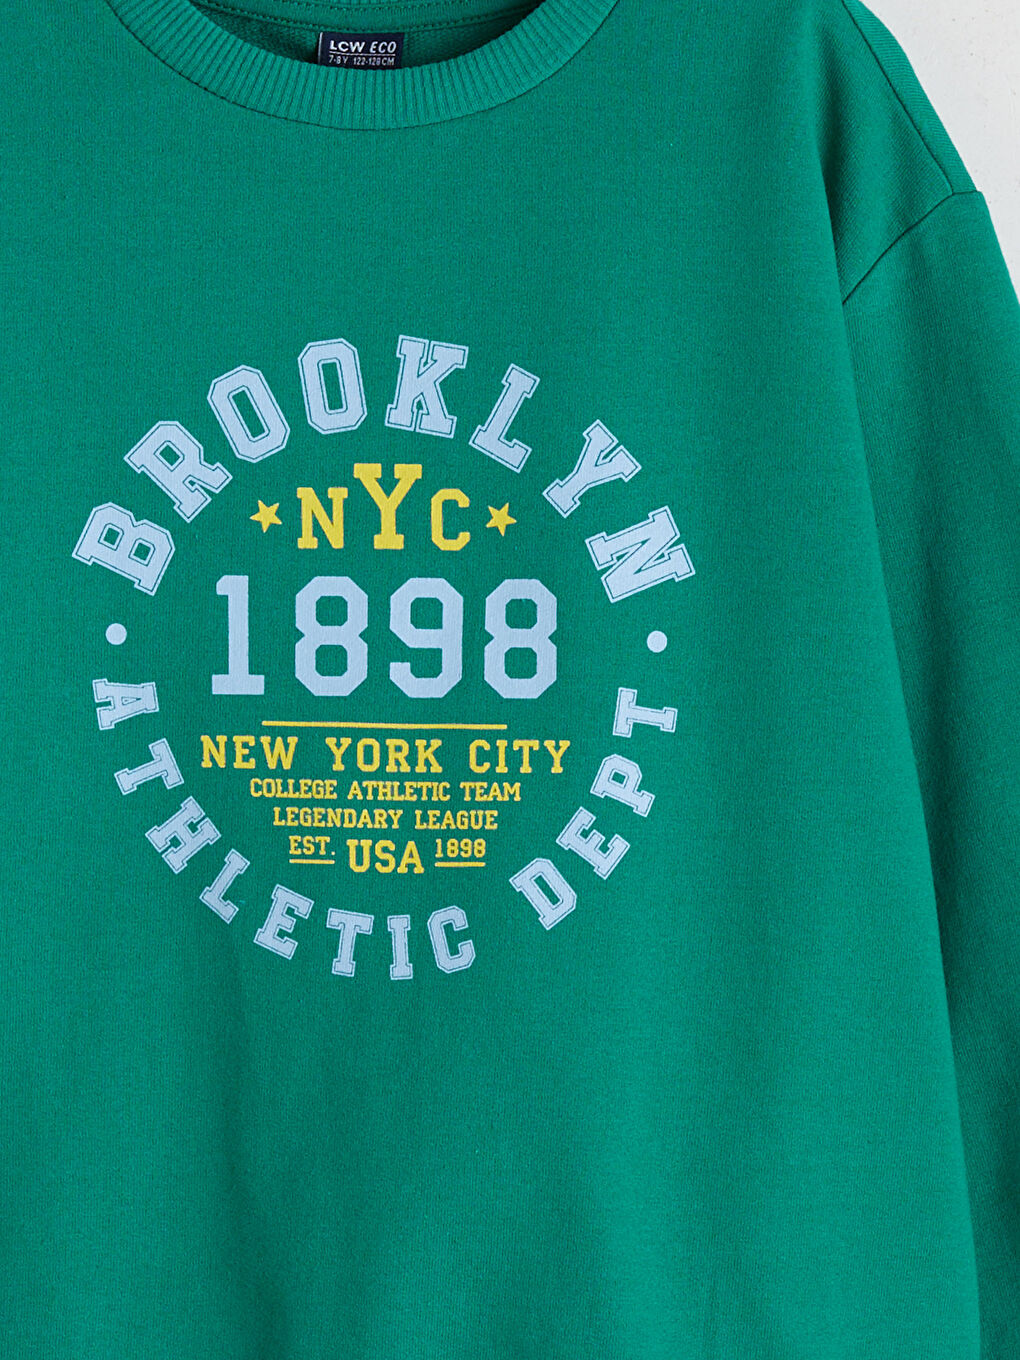 LCW ECO
7-8 Y 122-128 CM
BROOKLYN
NYC
1898
NEW YORK CITY
COLLEGE ATHLETIC TEAM
LEGENDARY LEAGUE
EST. USA 1898
ATHLETIC DEPT